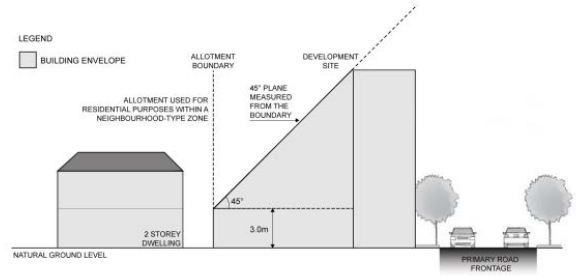 LEGEND
BUILDING ENVELOPE
ALLOTMENT
BOUNDARY
DEVELOPMENT
SITE
ALLOTMENT USED FOR
RESIDENTIAL PURPOSES WITHIN A
NEIGHBOURHOOD-TYPE ZONE
45° PLANE
MEASURED
FROM THE
BOUNDARY
45°
3.0m
2 STOREY
DWELLING
NATURAL GROUND LEVEL
PRIMARY ROAD
FRONTAGE